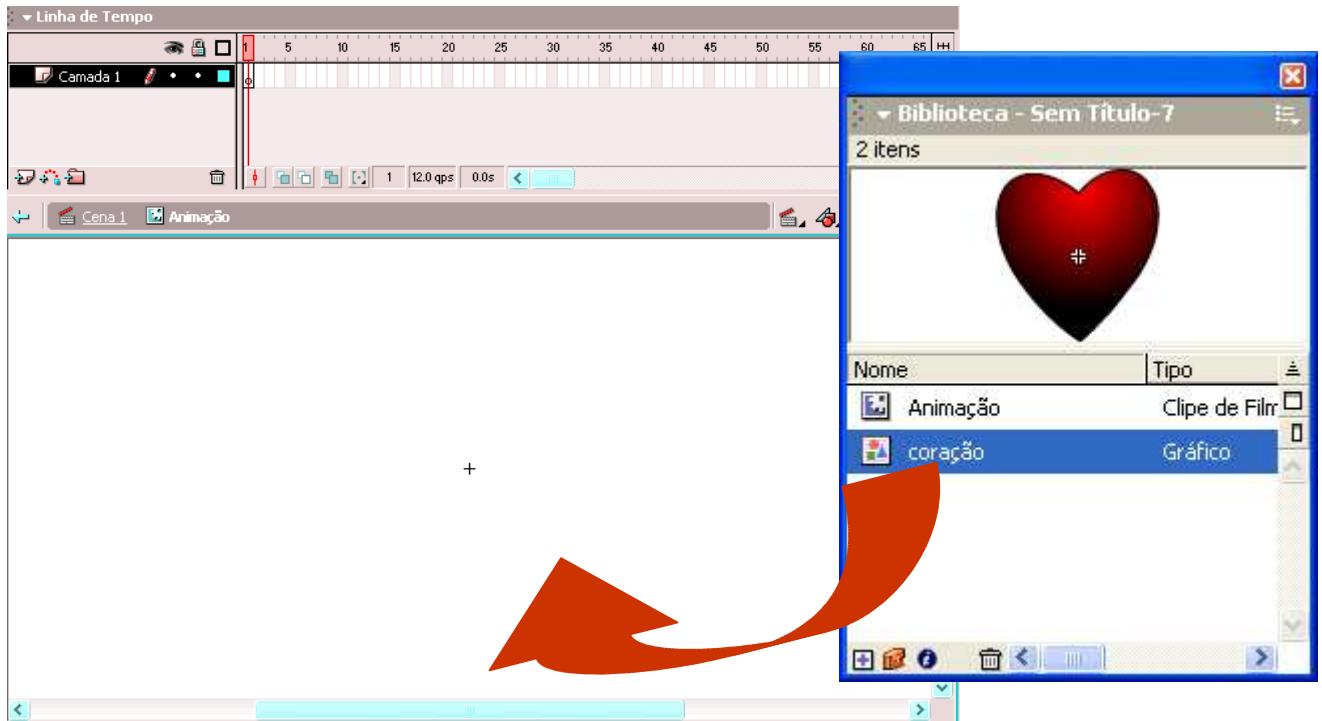 Linha de Tempo
1 5 10 15 20 25 30 35 40 45 50 55 60 65
Camada 1
1 12.0 qps 0.0s
Cena 1 Animação
Biblioteca - Sem Título-7
2 itens
Nome Tipo
Animação Clipe de Film
coração Gráfico